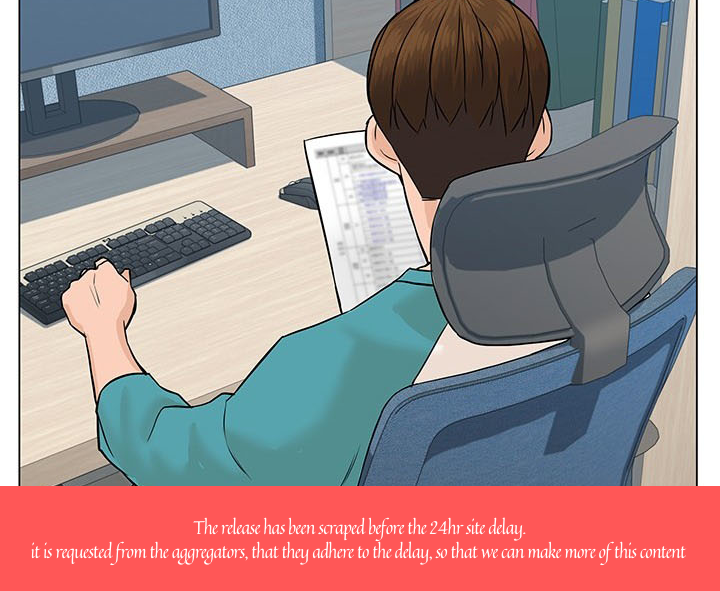 The release has been scraped before the 24hr site delay.
it is requested from the aggregators, that they adhere to the delay, so that we can make more of this content